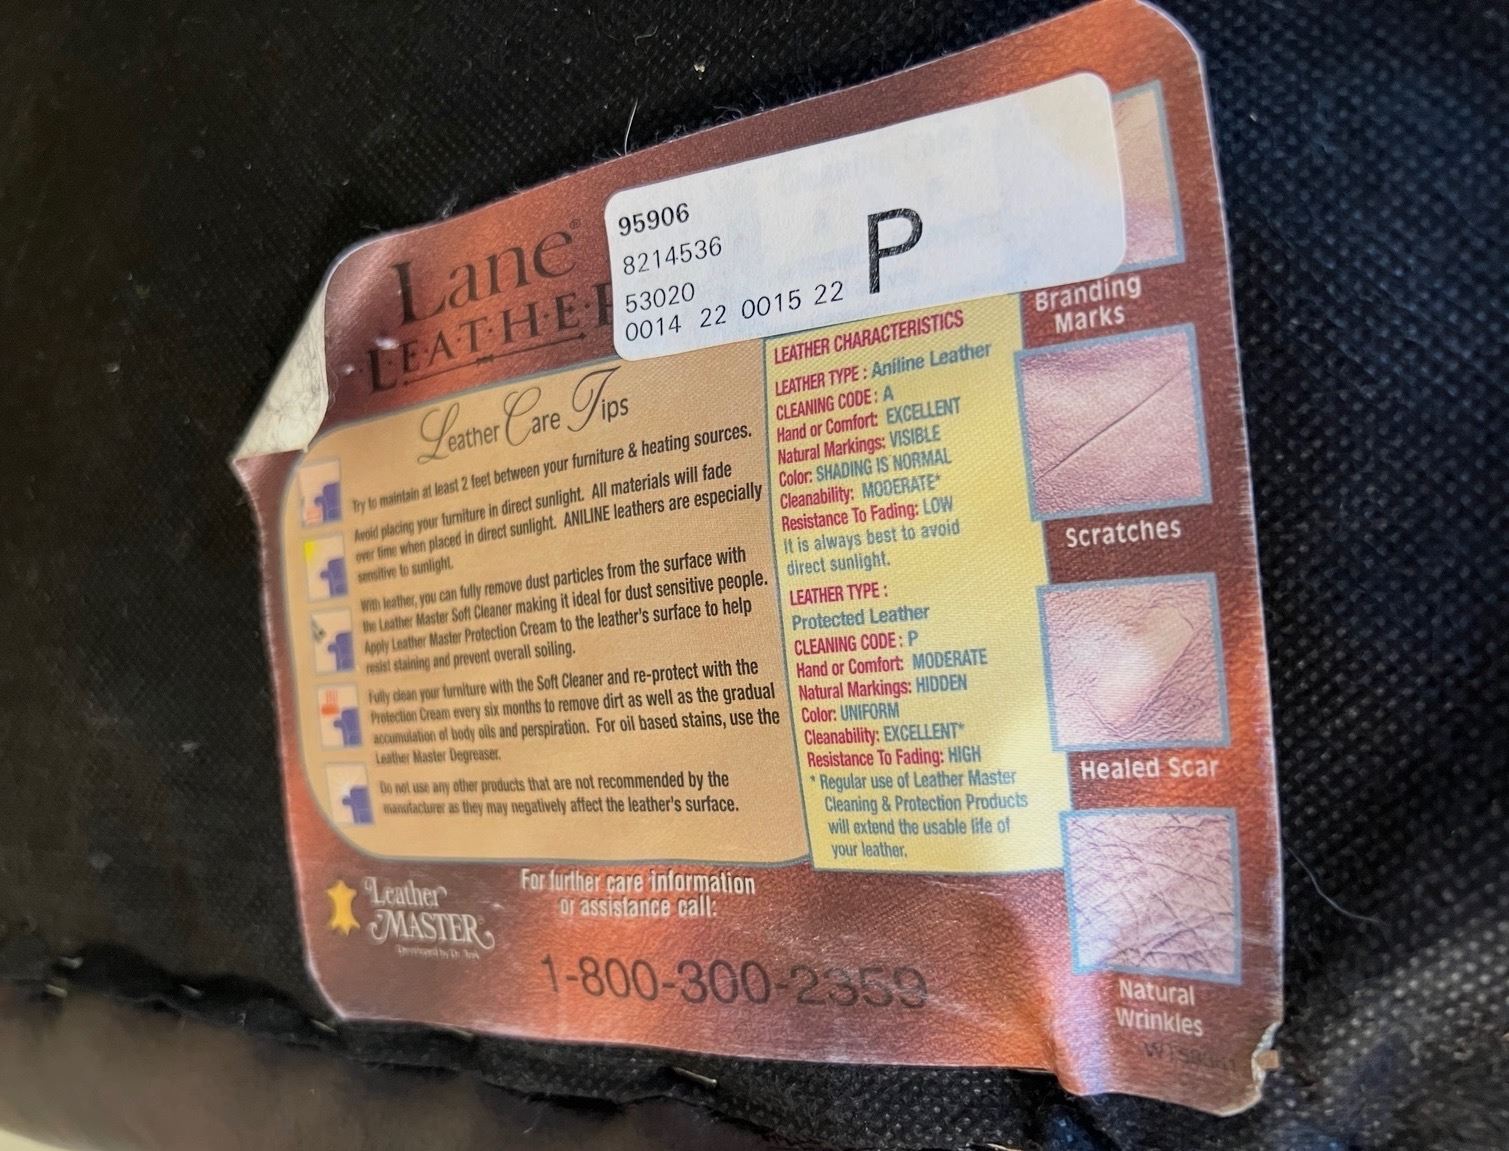 Lane®
LEATHER
95906
8214536
53020
0014 22 0015 22
P
Leather Care Tips
Try to maintain at least 2 feet between your furniture & heating sources.
Avoid placing your furniture in direct sunlight. All materials will fade
over time when placed in direct sunlight. ANILINE leathers are especially
sensitive to sunlight.
With leather, you can fully remove dust particles from the surface with
the Leather Master Soft Cleaner making it ideal for dust sensitive people.
Apply Leather Master Protection Cream to the leather's surface to help
resist staining and prevent overall soiling.
Fully clean your furniture with the Soft Cleaner and re-protect with the
Protection Cream every six months to remove dirt as well as the gradual
accumulation of body oils and perspiration. For oil based stains, use the
Leather Master Degreaser.
Do not use any other products that are not recommended by the
manufacturer as they may negatively affect the leather's surface.
LEATHER CHARACTERISTICS
LEATHER TYPE : Aniline Leather
CLEANING CODE : A
Hand or Comfort: EXCELLENT
Natural Markings: VISIBLE
Color: SHADING IS NORMAL
Cleanability: MODERATE*
Resistance To Fading: LOW
It is always best to avoid
direct sunlight.
LEATHER TYPE :
Protected Leather
CLEANING CODE : P
Hand or Comfort: MODERATE
Natural Markings: HIDDEN
Color: UNIFORM
Cleanability: EXCELLENT*
Resistance To Fading: HIGH
* Regular use of Leather Master
Cleaning & Protection Products
will extend the usable life of
your leather.
Branding
Marks
Scratches
Healed Scar
Natural
Wrinkles
Leather
MASTER
For further care information
or assistance call:
1-800-300-2359